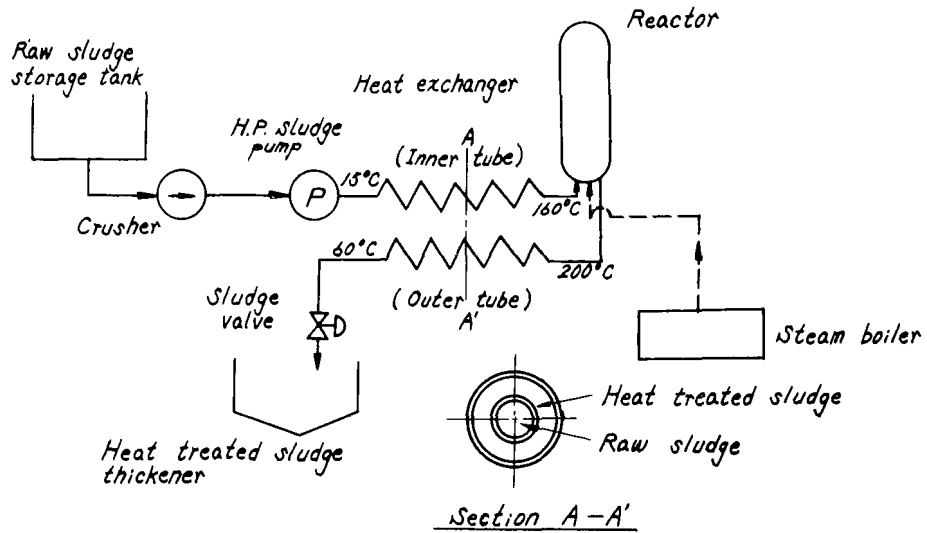 Reactor
Raw sludge
storage tank
Heat exchanger
H.P. sludge
pump
A
(Inner tube)
15°C
P
160°C
Crusher
60°C
200°C
(Outer tube)
A'
Sludge
valve
Steam boiler
Heat treated sludge
Raw sludge
Heat treated sludge
thickener
Section A-A'